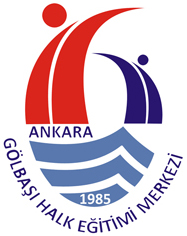 ANKARA
1985
GÖLBAŞI HALK EĞİTİMİ MERKEZİ